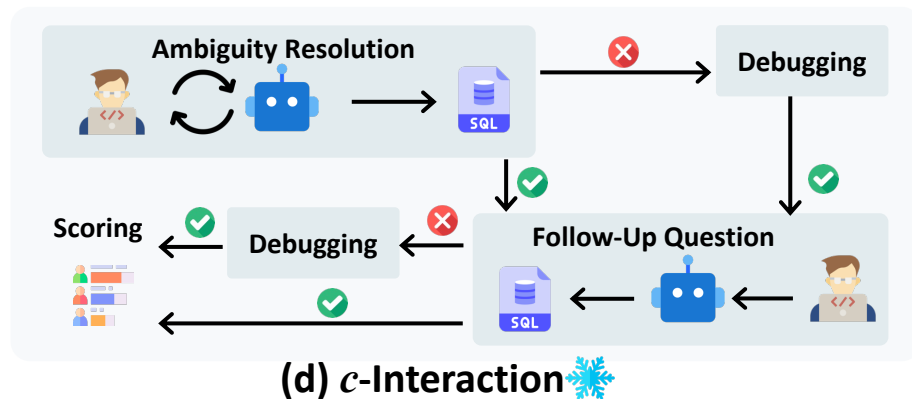 Ambiguity Resolution
</>
SQL
Debugging
Scoring
Debugging
Follow-Up Question
SQL
</>
(d) c-Interaction